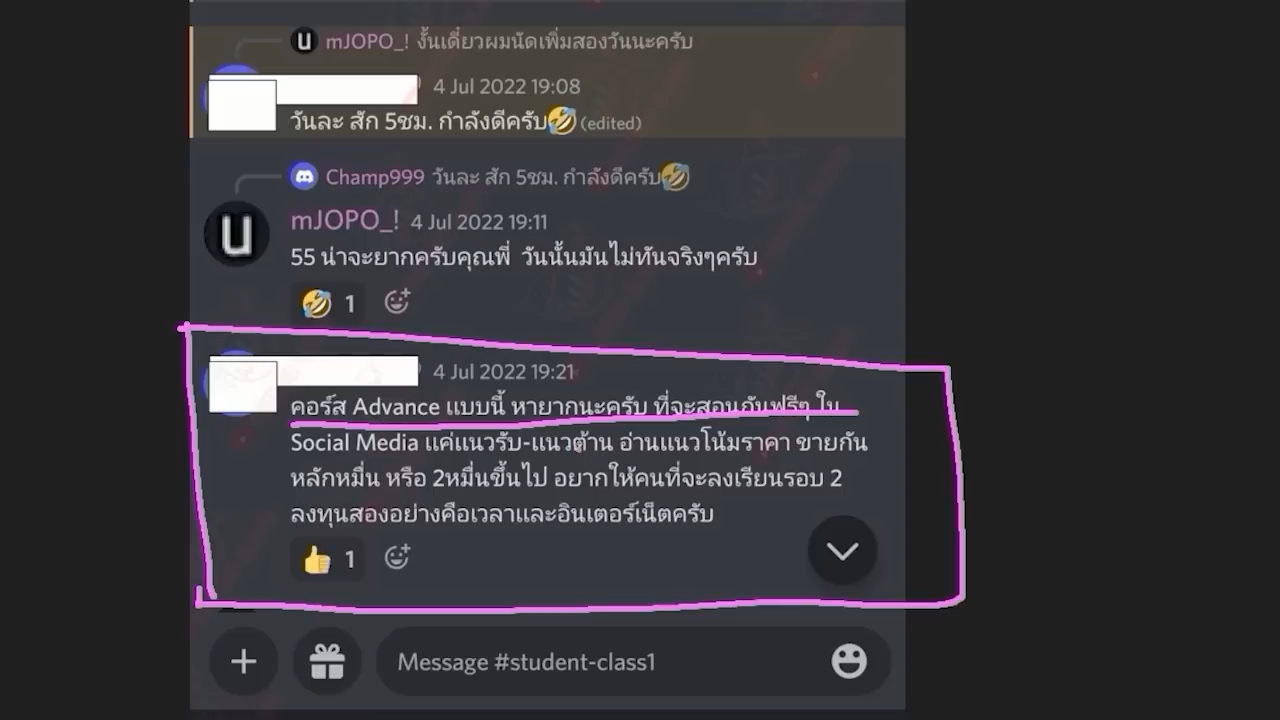 mJOPO_! งั้นเดี๋ยวผมนัดเพิ่มสองวันนะครับ
4 Jul 2022 19:08
วันละ สัก 5ชม. กำลังดีครับ🤣 (edited)
Champ999 วันละ สัก 5ชม. กำลังดีครับ🤣
mJOPO_! 4 Jul 2022 19:11
55 น่าจะยากครับคุณพี่ วันนั้นมันไม่ทันจริงๆครับ
🤣 1
4 Jul 2022 19:21
คอร์ส Advance แบบนี้ หายากนะครับ ที่จะสอนกันฟรีๆ ใน
Social Media แค่แนวรับ-แนวต้าน อ่านแนวโน้มราคา ขายกัน
หลักหมื่น หรือ 2หมื่นขึ้นไป อยากให้คนที่จะลงเรียนรอบ 2
ลงทุนสองอย่างคือเวลาและอินเตอร์เน็ตครับ
👍 1
Message #student-class1